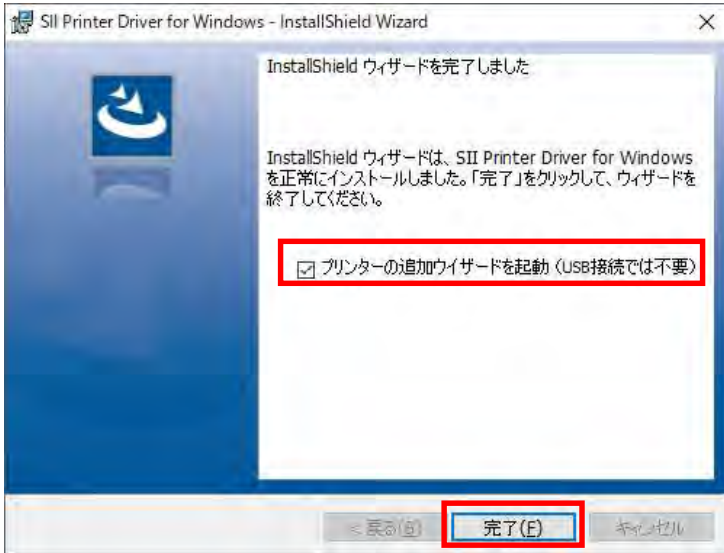 SII Printer Driver for Windows - InstallShield Wizard
InstallShield ウィザードを完了しました
InstallShield ウィザードは、SII Printer Driver for Windows
を正常にインストールしました。「完了」をクリックして、ウィザードを
終了してください。
プリンターの追加ウイザードを起動（USB接続では不要）
< 戻る(B) 完了(F) キャンセル